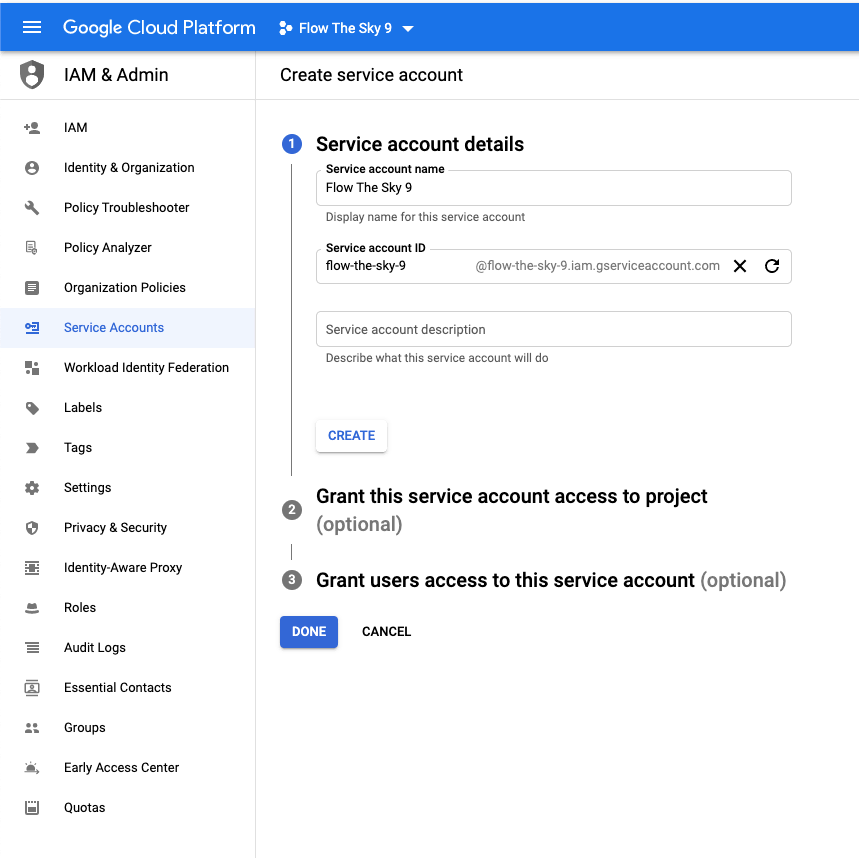 Google Cloud Platform Flow The Sky 9
IAM & Admin
Create service account
IAM
Identity & Organization
Policy Troubleshooter
Policy Analyzer
Organization Policies
Service Accounts
Workload Identity Federation
Labels
Tags
Settings
Privacy & Security
Identity-Aware Proxy
Roles
Audit Logs
Essential Contacts
Groups
Early Access Center
Quotas
1 Service account details
Service account name
Flow The Sky 9
Display name for this service account
Service account ID
flow-the-sky-9 @flow-the-sky-9.iam.gserviceaccount.com
Service account description
Describe what this service account will do
CREATE
2 Grant this service account access to project
(optional)
3 Grant users access to this service account (optional)
DONE CANCEL